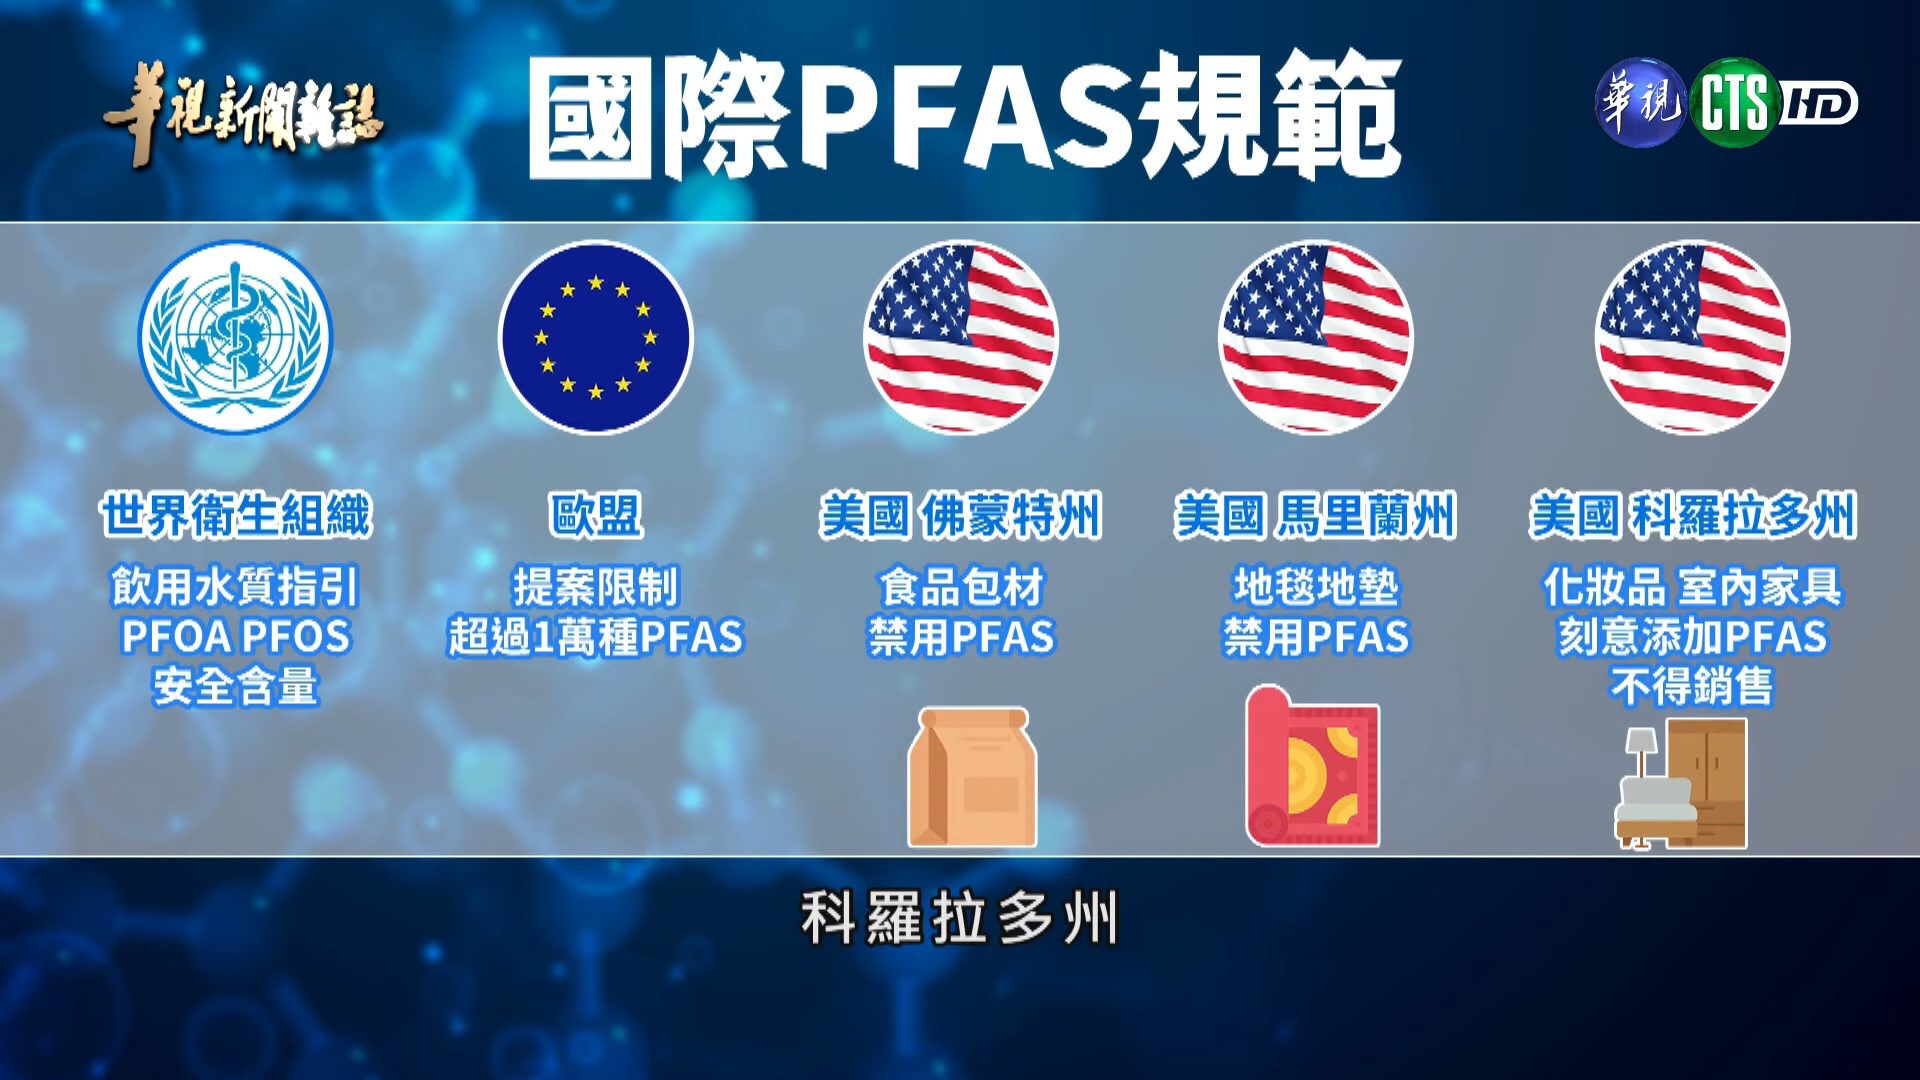 華視新聞雜誌
國際PFAS規範
華視 CTS HD
世界衛生組織
飲用水質指引
PFOA PFOS
安全含量
歐盟
提案限制
超過1萬種PFAS
美國 佛蒙特州
食品包材
禁用PFAS
美國 馬里蘭州
地毯地墊
禁用PFAS
美國 科羅拉多州
化妝品 室內家具
刻意添加PFAS
不得銷售
科羅拉多州